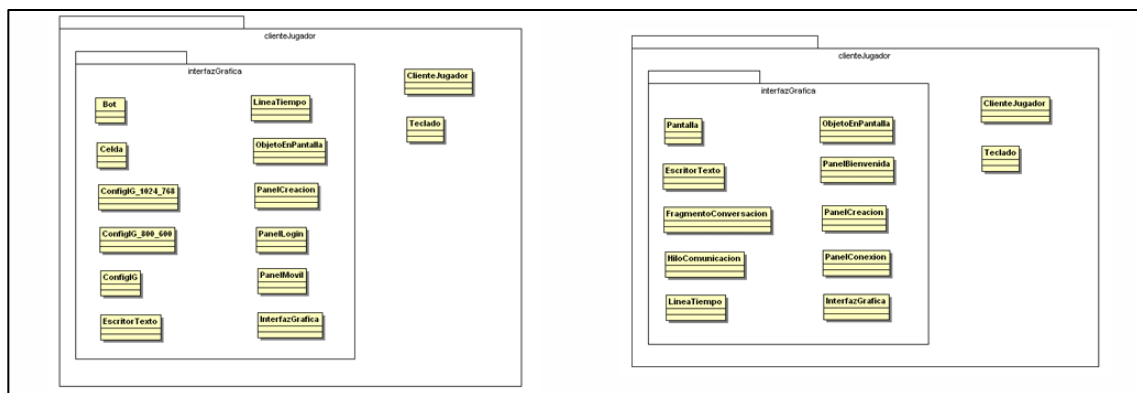 clienteJugador
interfazGrafica
ClienteJugador
Bot
LineaTiempo
Teclado
Celda
ObjetoEnPantalla
ConfigIG_1024_768
PanelCreacion
ConfigIG_800_600
PanelLogin
ConfigIG
PanelMovil
EscritorTexto
InterfazGrafica
clienteJugador
interfazGrafica
ClienteJugador
Pantalla
ObjetoEnPantalla
Teclado
EscritorTexto
PanelBienvenida
FragmentoConversacion
PanelCreacion
HiloComunicacion
PanelConexion
LineaTiempo
InterfazGrafica